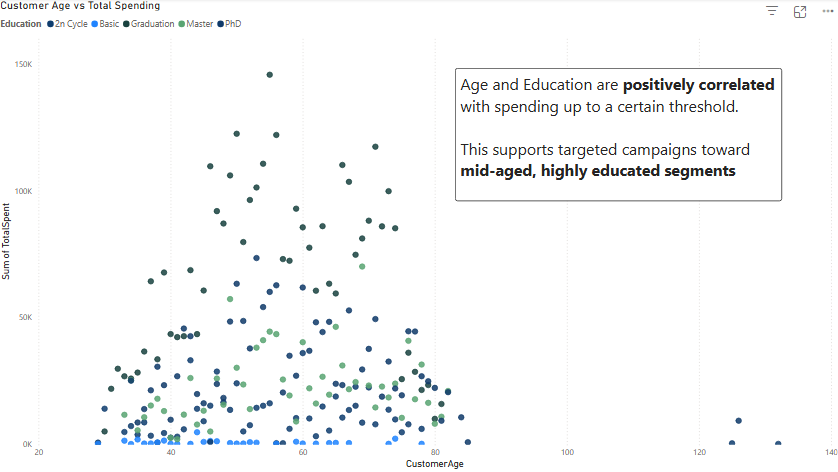 Customer Age vs Total Spending
Education 2n Cycle Basic Graduation Master PhD
150K
100K
50K
0K
Sum of TotalSpent
20 40 60 80 100 120 140
CustomerAge
Age and Education are positively correlated
with spending up to a certain threshold.
This supports targeted campaigns toward
mid-aged, highly educated segments